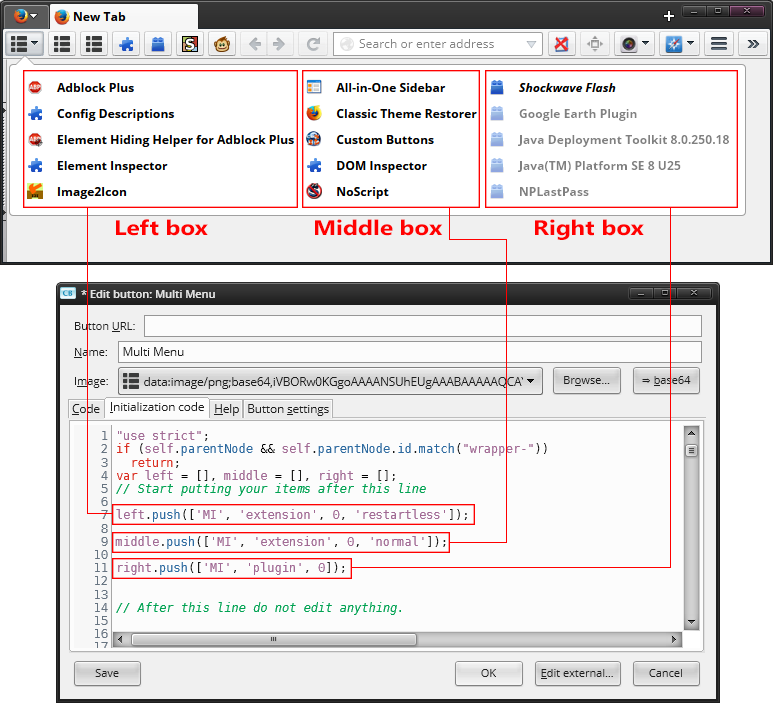 New Tab
Search or enter address
Adblock Plus
Config Descriptions
Element Hiding Helper for Adblock Plus
Element Inspector
Image2Icon
All-in-One Sidebar
Classic Theme Restorer
Custom Buttons
DOM Inspector
NoScript
Shockwave Flash
Google Earth Plugin
Java Deployment Toolkit 8.0.250.18
Java(TM) Platform SE 8 U25
NPLastPass
Left box
Middle box
Right box
CB * Edit button: Multi Menu
Button URL:
Name: Multi Menu
Image: data:image/png;base64,iVBORw0KGgoAAAANSUhEUgAAABAAAAAQCAY
Browse...
⇒ base64
Code Initialization code Help Button settings
1 "use strict";
2 if (self.parentNode && self.parentNode.id.match("wrapper-"))
3 return;
4 var left = [], middle = [], right = [];
5 // Start putting your items after this line
6
7 left.push(['MI', 'extension', 0, 'restartless']);
8
9 middle.push(['MI', 'extension', 0, 'normal']);
10
11 right.push(['MI', 'plugin', 0]);
12
13
14 // After this line do not edit anything.
15
16
17
Save
OK
Edit external...
Cancel